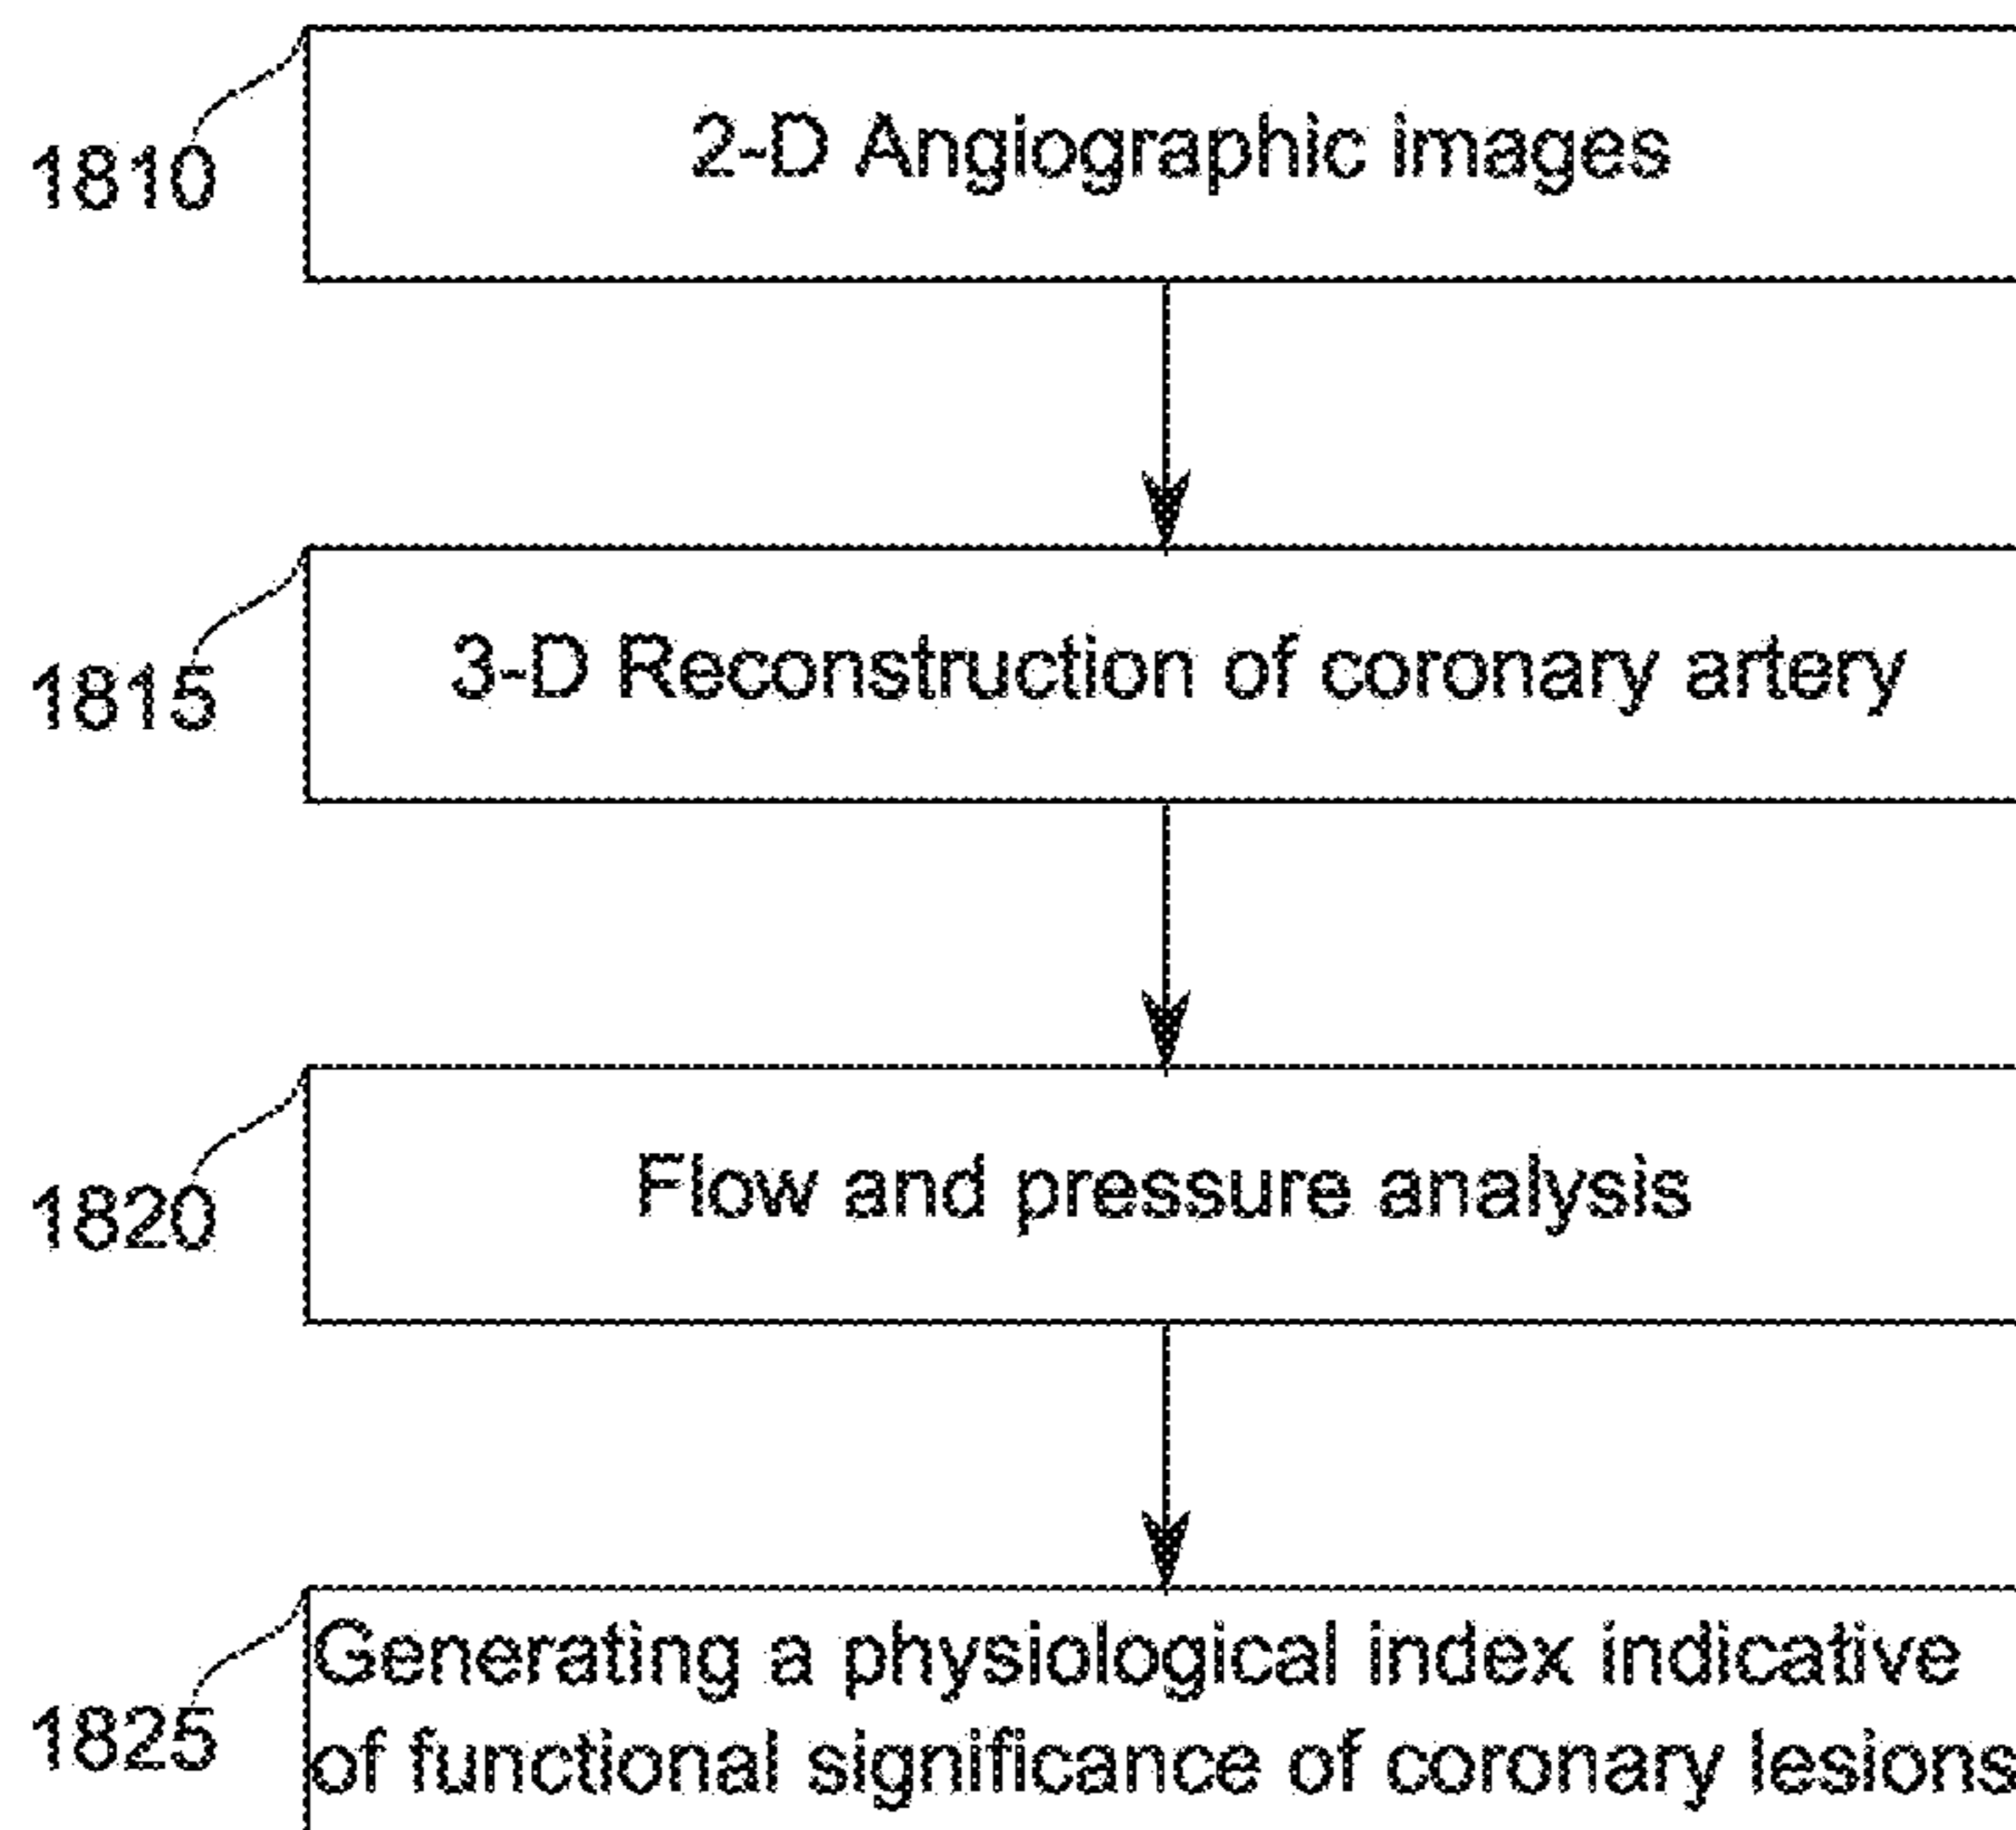 1810
2-D Angiographic images
1815
3-D Reconstruction of coronary artery
1820
Flow and pressure analysis
1825
Generating a physiological index indicative
of functional significance of coronary lesions